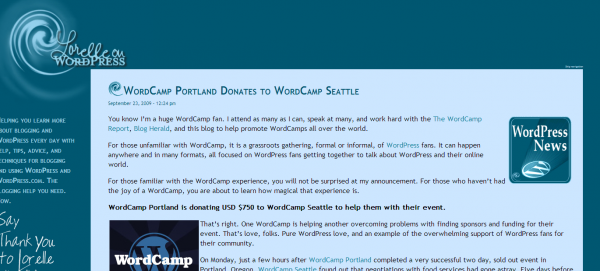 Lorelle on
WORDPRESS
HELPING YOU LEARN MORE
ABOUT BLOGGING AND
WORDPRESS EVERY DAY WITH
HELP, TIPS, ADVICE, AND
TECHNIQUES FOR BLOGGING
AND USING WORDPRESS AND
WORDPRESS.COM. THE
BLOGGING HELP YOU NEED.
NOW.
Say
Thank You
to Lorelle
WORDCAMP PORTLAND DONATES TO WORDCAMP SEATTLE
September 23, 2009 - 12:24 pm
You know I'm a huge WordCamp fan. I attend as many as I can, speak at many, and work hard with the The WordCamp
Report, Blog Herald, and this blog to help promote WordCamps all over the world.
For those unfamiliar with WordCamp, it is a grassroots gathering, formal or informal, of WordPress fans. It can happen
anywhere and in many formats, all focused on WordPress fans getting together to talk about WordPress and their online
world.
For those familiar with the WordCamp experience, you will not be surprised at my announcement. For those who haven't had
the joy of a WordCamp, you are about to learn how magical that experience is.
WordCamp Portland is donating USD $750 to WordCamp Seattle to help them with their event.
WordPress
News
WordCamp
That's right. One WordCamp is helping another overcoming problems with finding sponsors and funding for their
event. That's love, folks. Pure WordPress love, and an example of the overwhelming support of WordPress fans for
their community.
On Monday, just a few hours after WordCamp Portland completed a very successful two day, sold out event in
Portland, Oregon, WordCamp Seattle found out that negotiations with food services had gone astray. Five days before